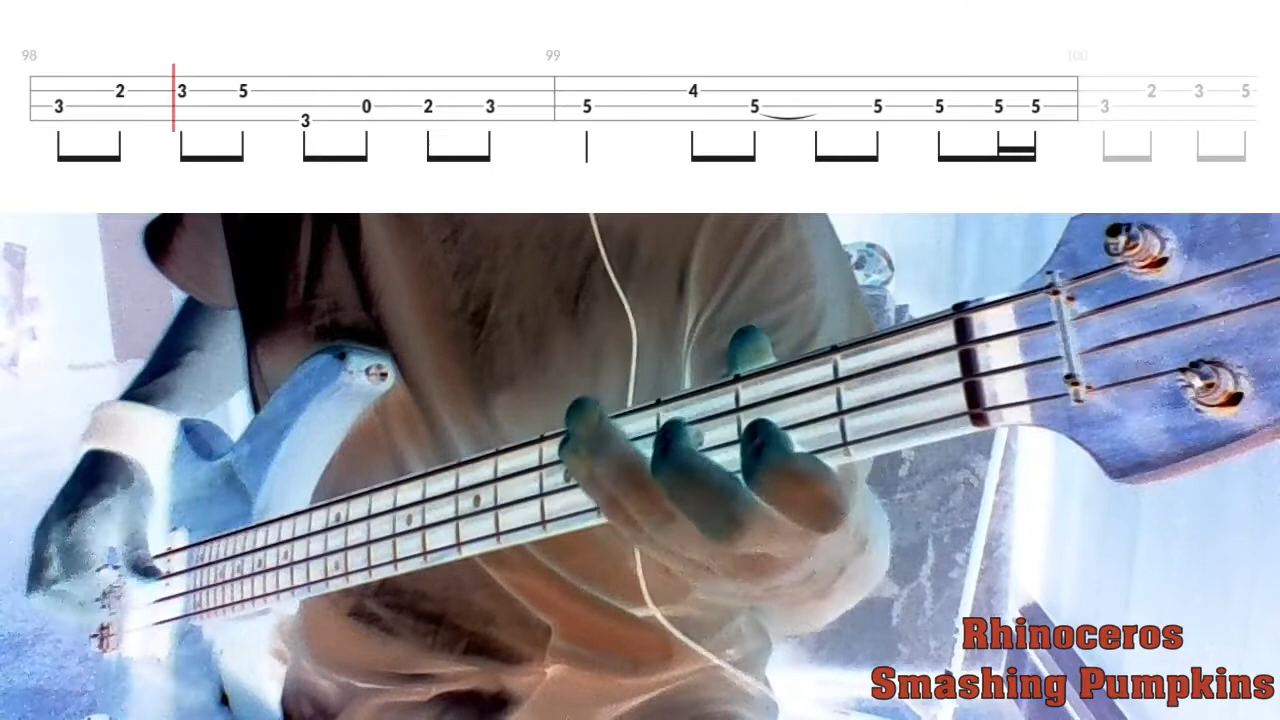 98 99 100
2 3 5 4 2 3 5
3 0 2 3 5 5 5 5 5 5 3
3
Rhinoceros
Smashing Pumpkins